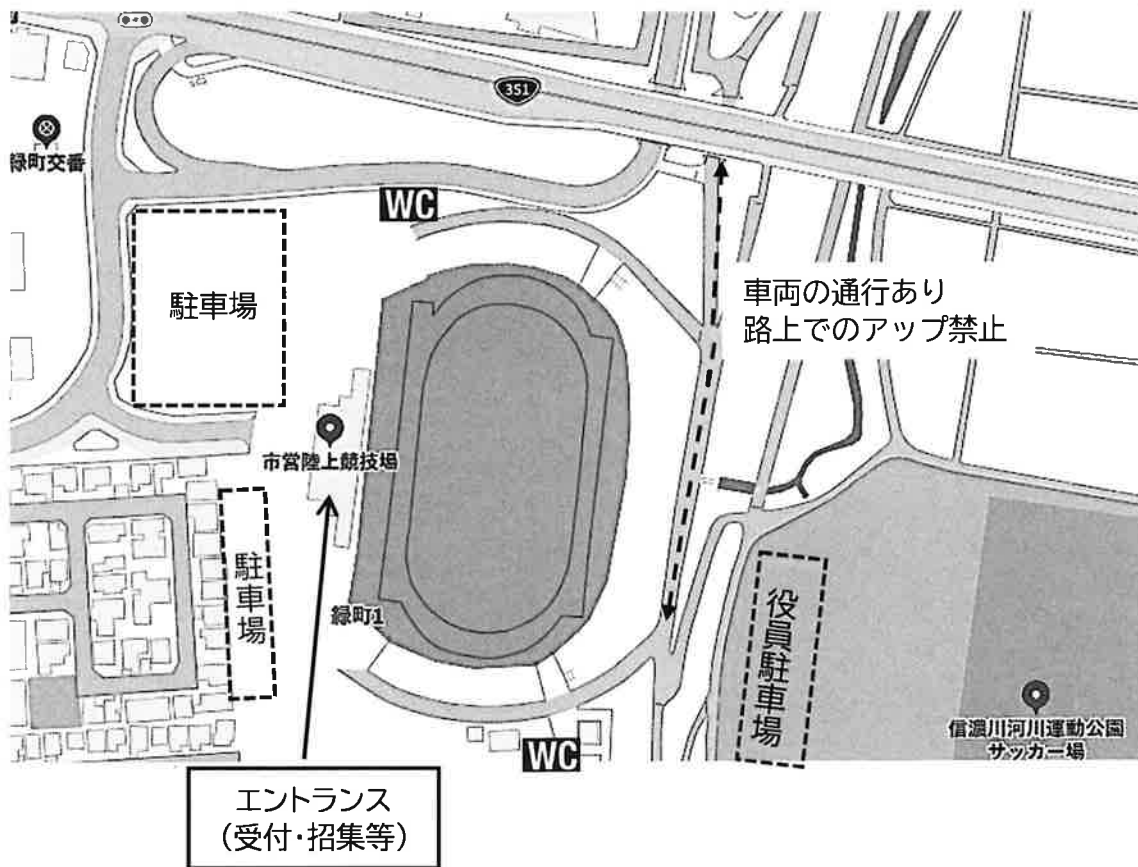 351
緑町交番
WC
駐車場
車両の通行あり
路上でのアップ禁止
市営陸上競技場
駐車場
緑町1
役員駐車場
信濃川河川運動公園
サッカー場
WC
エントランス
（受付・招集等）